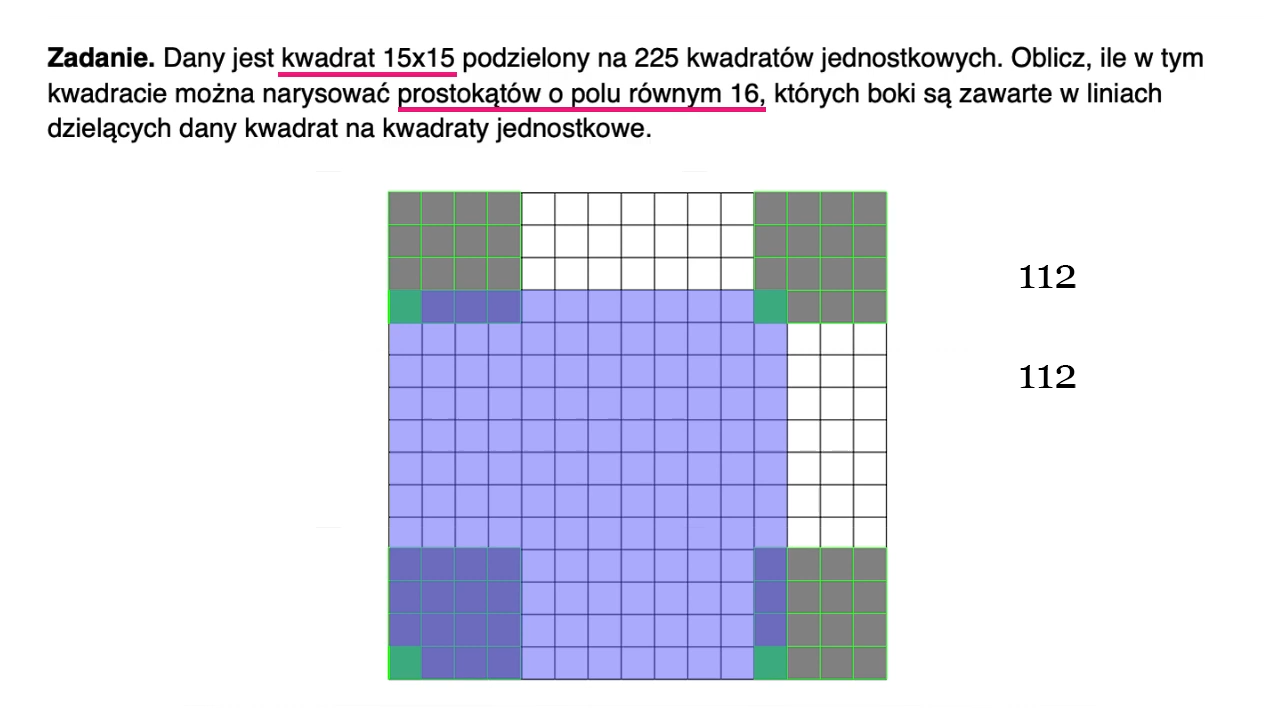 Zadanie. Dany jest kwadrat 15x15 podzielony na 225 kwadratów jednostkowych. Oblicz, ile w tym
kwadracie można narysować prostokątów o polu równym 16, których boki są zawarte w liniach
dzielących dany kwadrat na kwadraty jednostkowe.
112
112